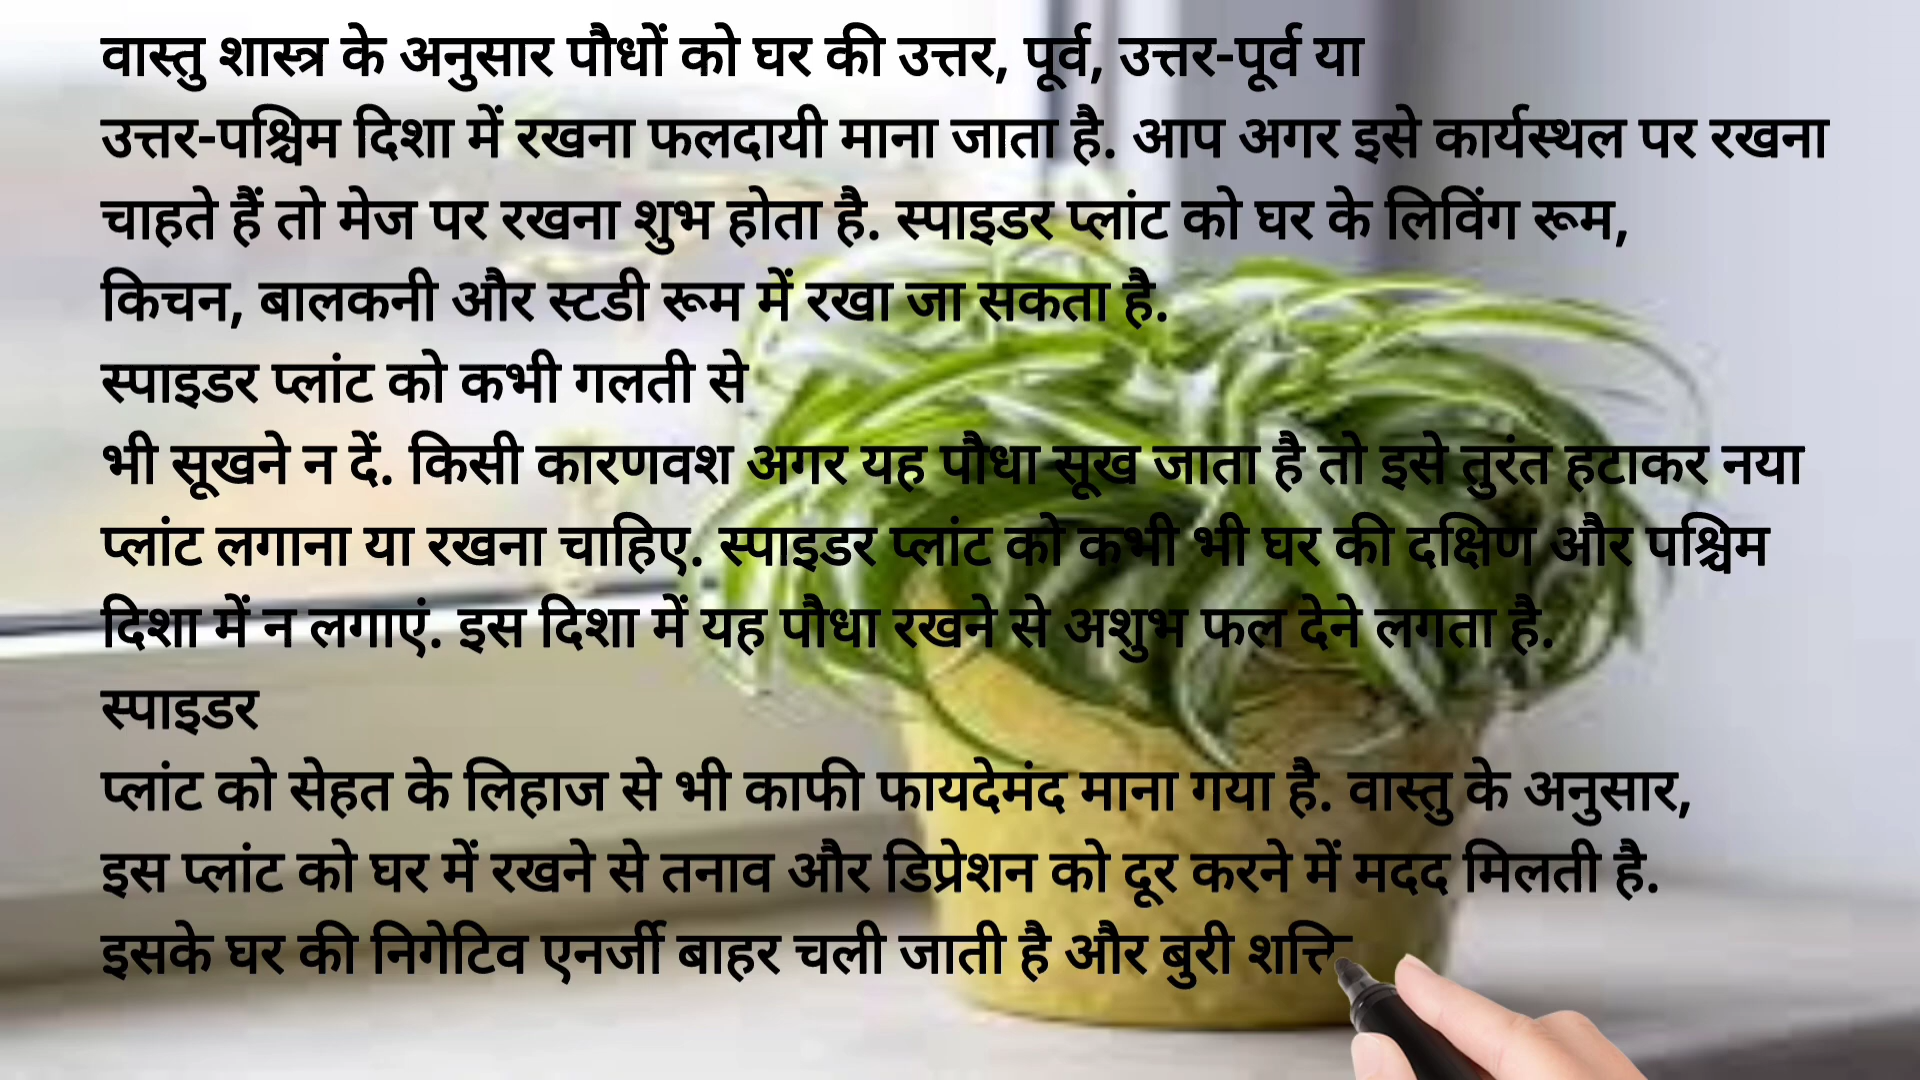 वास्तु शास्त्र के अनुसार पौधों को घर की उत्तर, पूर्व, उत्तर-पूर्व या
उत्तर-पश्चिम दिशा में रखना फलदायी माना जाता है. आप अगर इसे कार्यस्थल पर रखना
चाहते हैं तो मेज पर रखना शुभ होता है. स्पाइडर प्लांट को घर के लिविंग रूम,
किचन, बालकनी और स्टडी रूम में रखा जा सकता है.
स्पाइडर प्लांट को कभी गलती से
भी सूखने न दें. किसी कारणवश अगर यह पौधा सूख जाता है तो इसे तुरंत हटाकर नया
प्लांट लगाना या रखना चाहिए. स्पाइडर प्लांट को कभी भी घर की दक्षिण और पश्चिम
दिशा में न लगाएं. इस दिशा में यह पौधा रखने से अशुभ फल देने लगता है.
स्पाइडर
प्लांट को सेहत के लिहाज से भी काफी फायदेमंद माना गया है. वास्तु के अनुसार,
इस प्लांट को घर में रखने से तनाव और डिप्रेशन को दूर करने में मदद मिलती है.
इसके घर की निगेटिव एनर्जी बाहर चली जाती है और बुरी